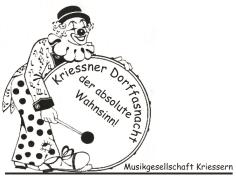 Kriessner Dorffasnacht
der absolute
Wahnsinn!
Musikgesellschaft Kriessern